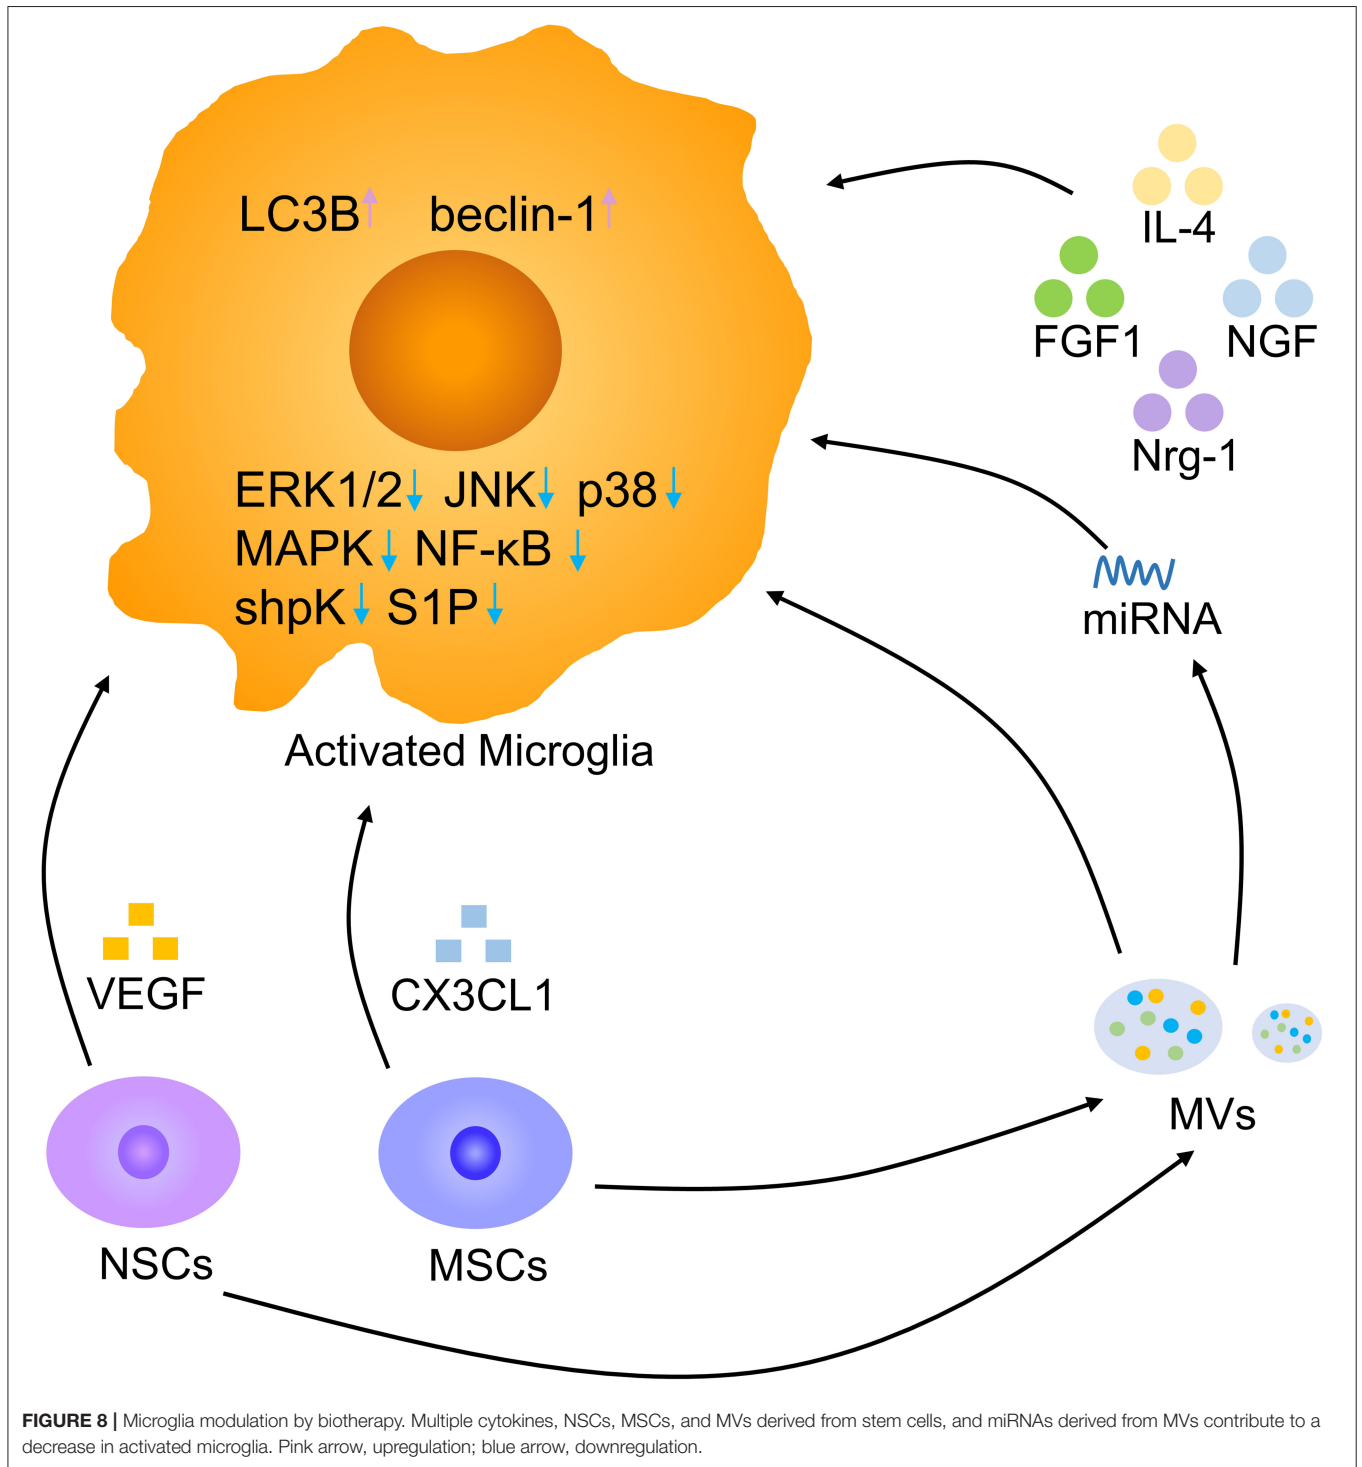 LC3B↑ beclin-1↑
ERK1/2↓ JNK↓ p38↓
MAPK↓ NF-κB↓
shpK↓ S1P↓
Activated Microglia
IL-4
FGF1
NGF
Nrg-1
miRNA
VEGF
CX3CL1
MVs
NSCs
MSCs
FIGURE 8 | Microglia modulation by biotherapy. Multiple cytokines, NSCs, MSCs, and MVs derived from stem cells, and miRNAs derived from MVs contribute to a
decrease in activated microglia. Pink arrow, upregulation; blue arrow, downregulation.